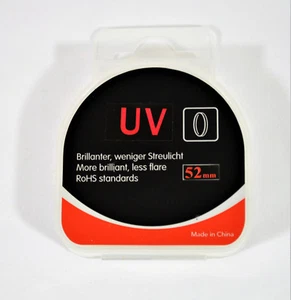 UV
Brillanter, weniger Streulicht
More brilliant, less flare
RoHS standards
52mm
Made in China